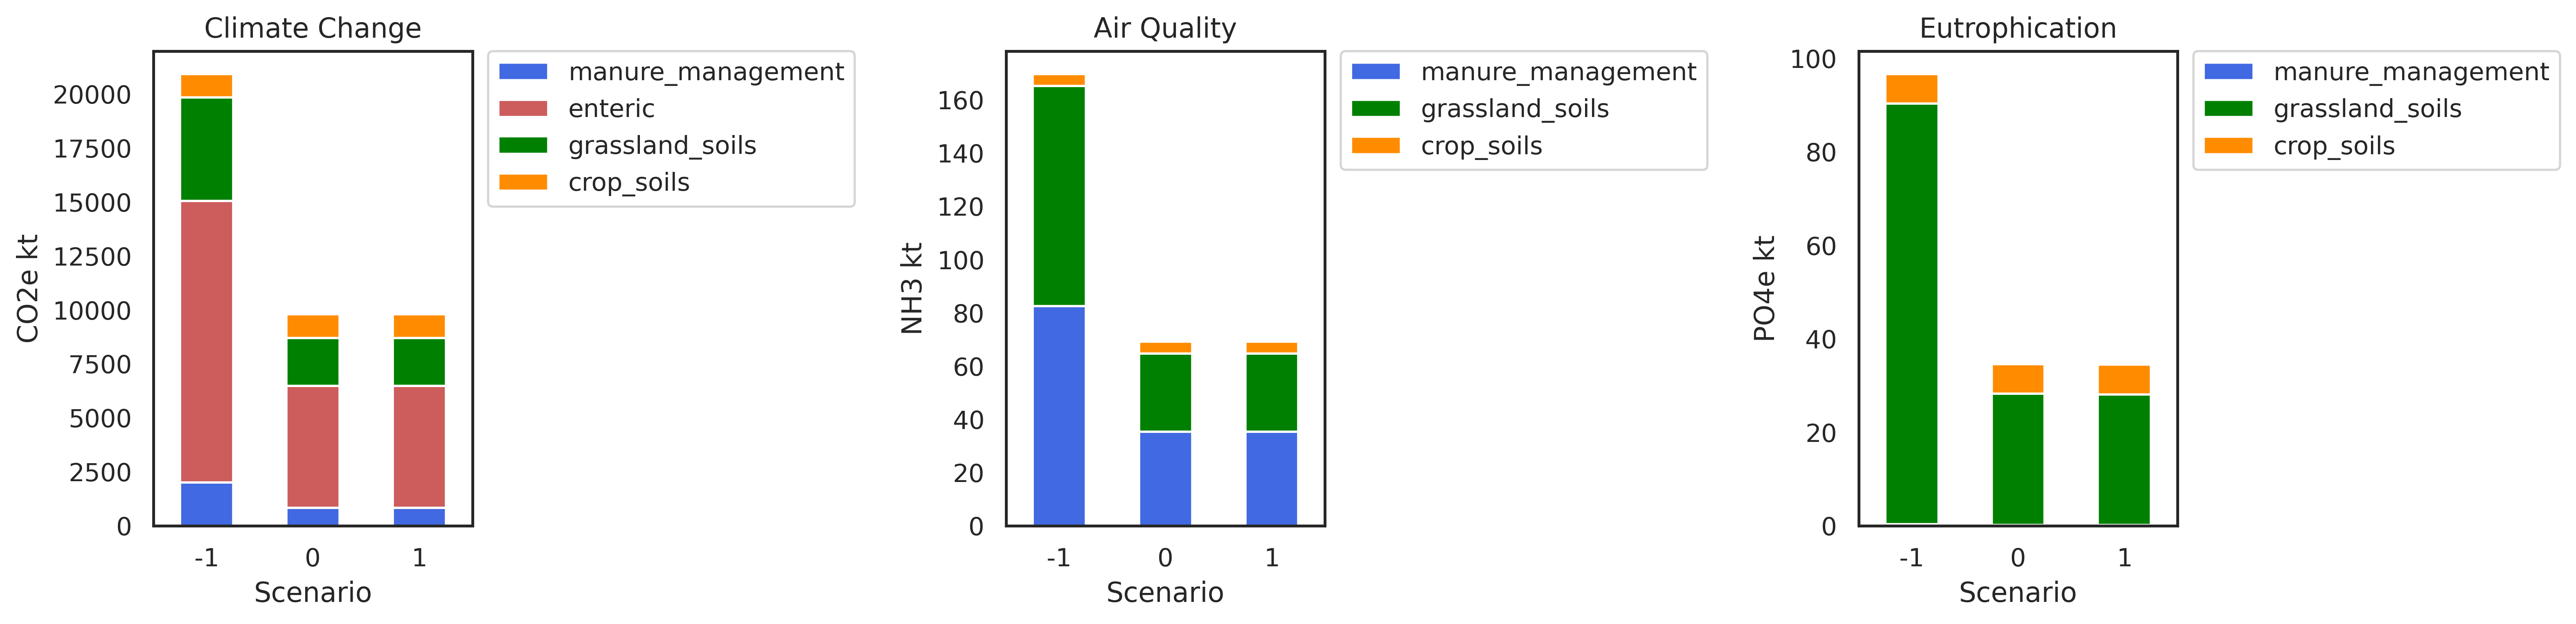 Climate Change
CO2e kt
20000
17500
15000
12500
10000
7500
5000
2500
0
-1 0 1
Scenario
manure_management
enteric
grassland_soils
crop_soils
Air Quality
NH3 kt
160
140
120
100
80
60
40
20
0
-1 0 1
Scenario
manure_management
grassland_soils
crop_soils
Eutrophication
PO4e kt
100
80
60
40
20
0
-1 0 1
Scenario
manure_management
grassland_soils
crop_soils